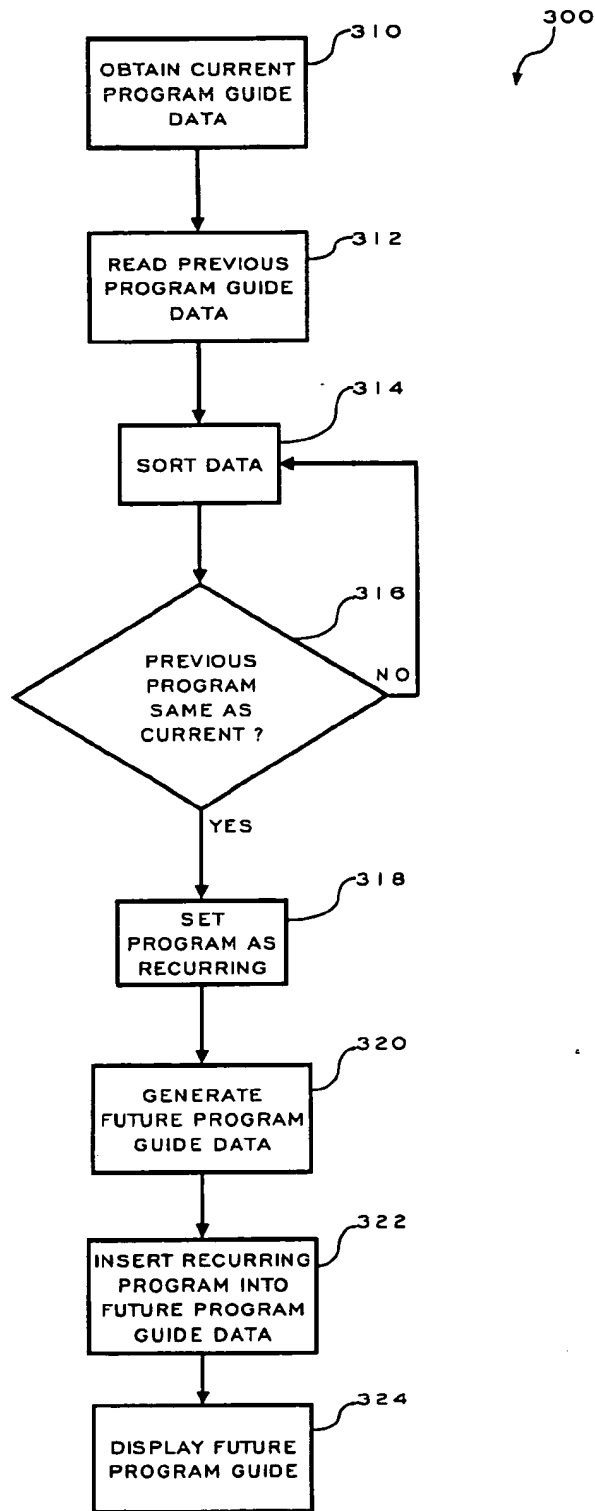 300
310
OBTAIN CURRENT
PROGRAM GUIDE
DATA
312
READ PREVIOUS
PROGRAM GUIDE
DATA
314
SORT DATA
316
PREVIOUS
PROGRAM
SAME AS
CURRENT ?
NO
YES
318
SET
PROGRAM AS
RECURRING
320
GENERATE
FUTURE PROGRAM
GUIDE DATA
322
INSERT RECURRING
PROGRAM INTO
FUTURE PROGRAM
GUIDE DATA
324
DISPLAY FUTURE
PROGRAM GUIDE